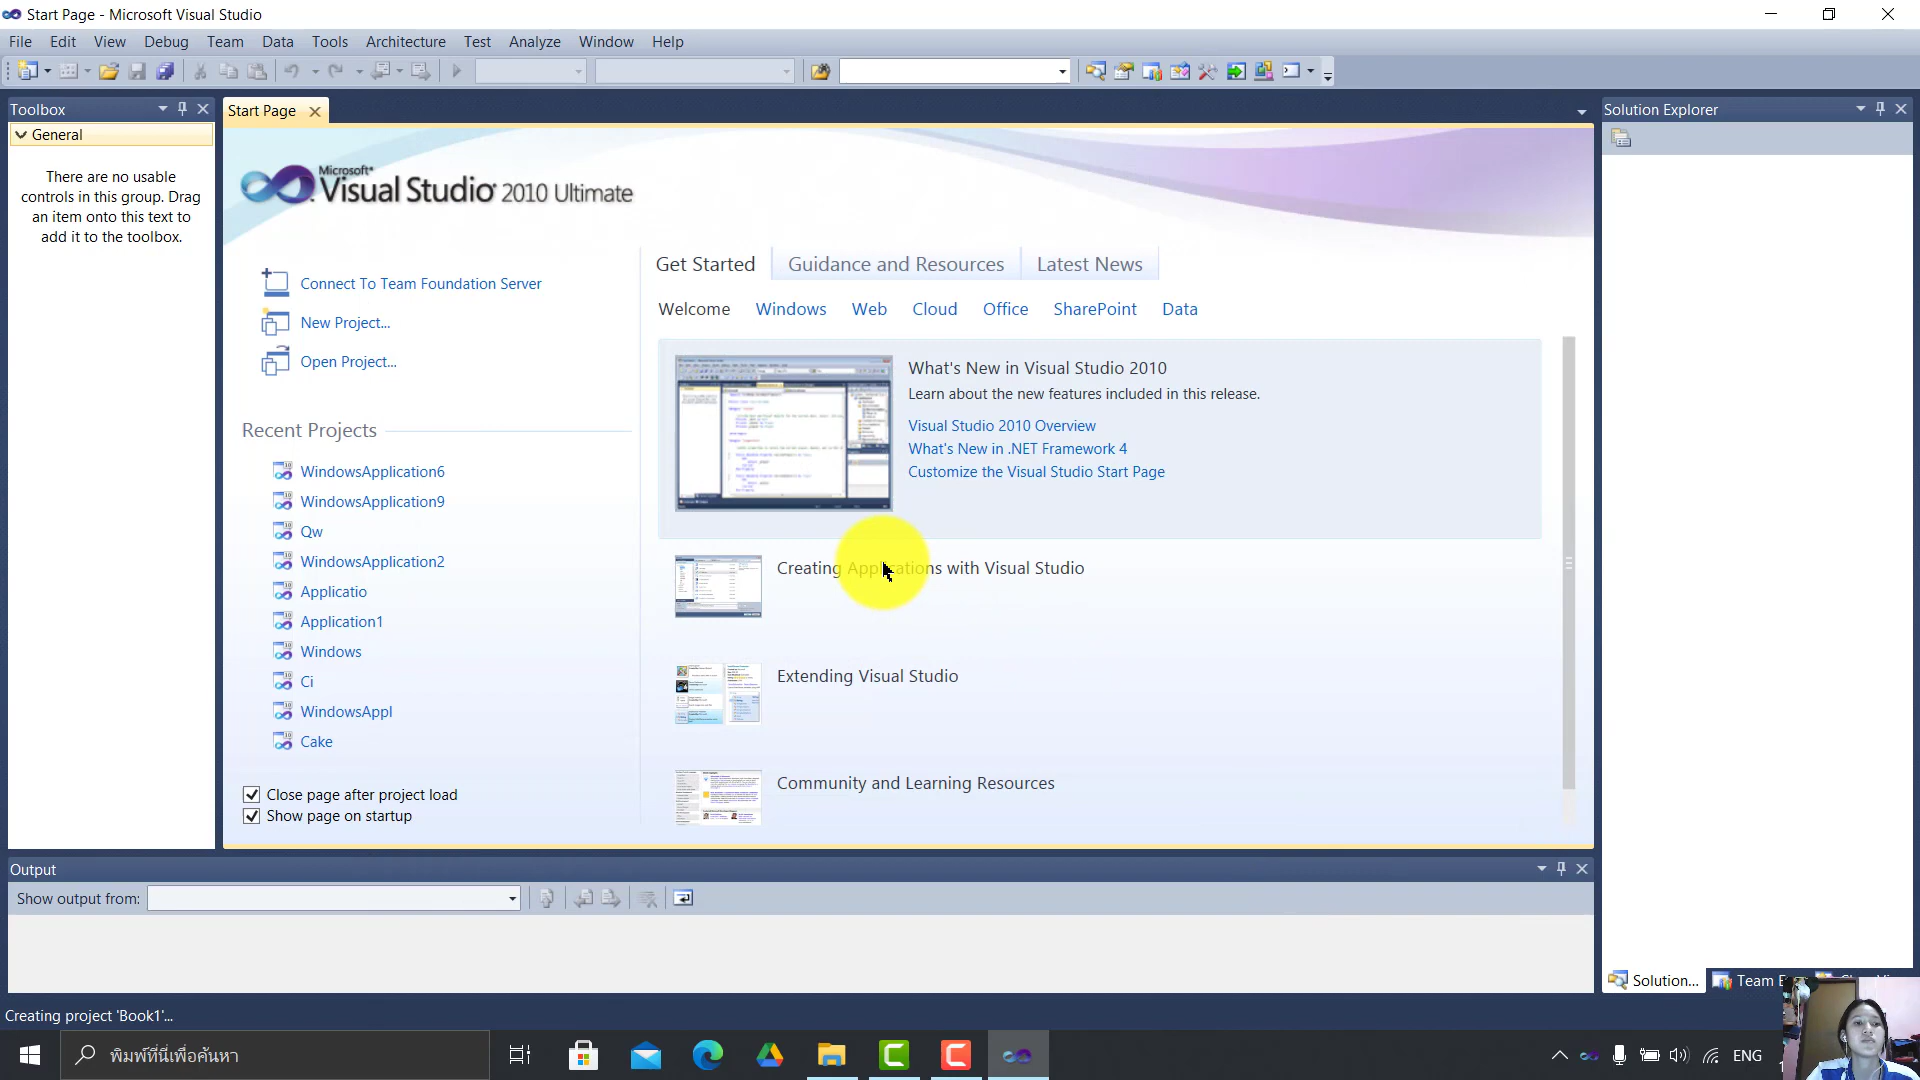 Start Page - Microsoft Visual Studio
File Edit View Debug Team Data Tools Architecture Test Analyze Window Help
Toolbox
General
There are no usable
controls in this group. Drag
an item onto this text to
add it to the toolbox.
Start Page
Microsoft
Visual Studio 2010 Ultimate
Connect To Team Foundation Server
New Project...
Open Project...
Recent Projects
WindowsApplication6
WindowsApplication9
Qw
WindowsApplication2
Applicatio
Application1
Windows
Ci
WindowsAppl
Cake
Close page after project load
Show page on startup
Get Started Guidance and Resources Latest News
Welcome Windows Web Cloud Office SharePoint Data
What's New in Visual Studio 2010
Learn about the new features included in this release.
Visual Studio 2010 Overview
What's New in .NET Framework 4
Customize the Visual Studio Start Page
Creating Applications with Visual Studio
Extending Visual Studio
Community and Learning Resources
Solution Explorer
Output
Show output from:
Solution... Team
Creating project 'Book1'...
พิมพ์ที่นี่เพื่อค้นหา
ENG